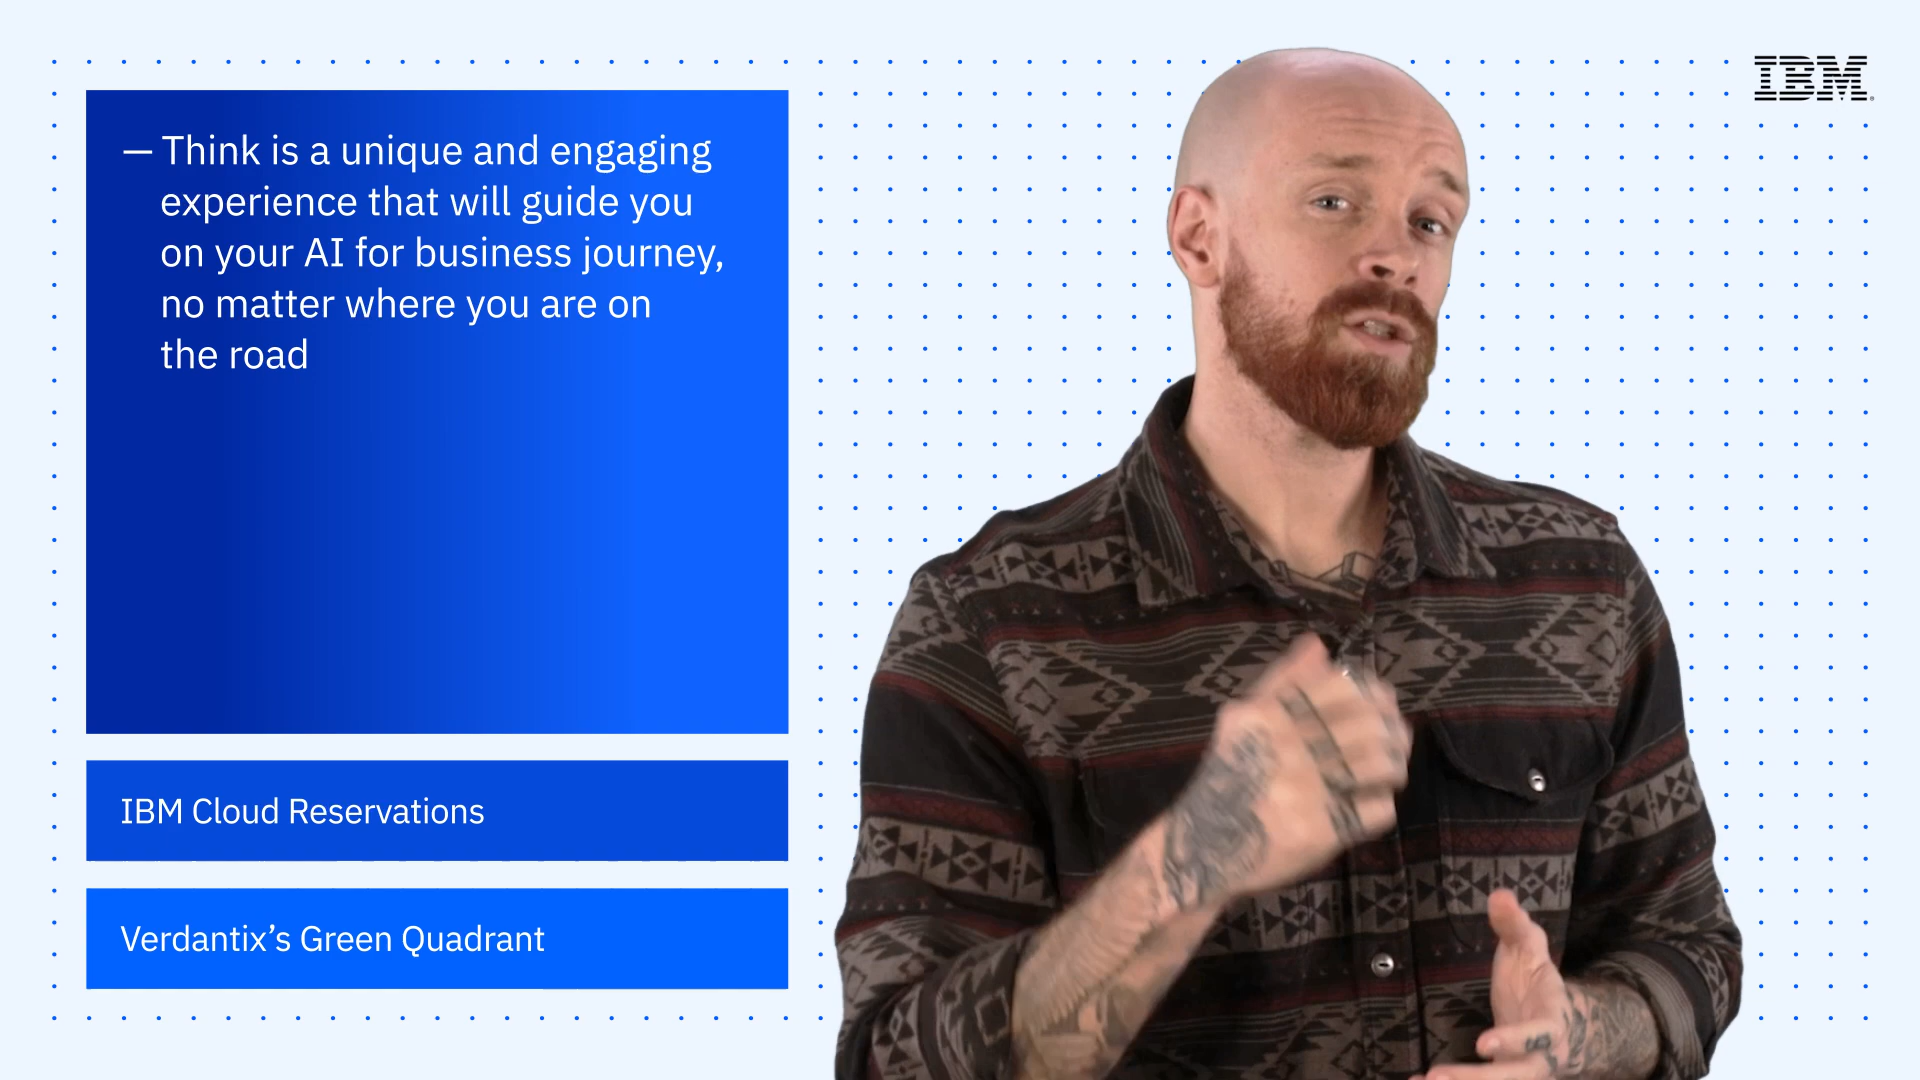 — Think is a unique and engaging
experience that will guide you
on your AI for business journey,
no matter where you are on
the road
IBM Cloud Reservations
Verdantix’s Green Quadrant
IBM